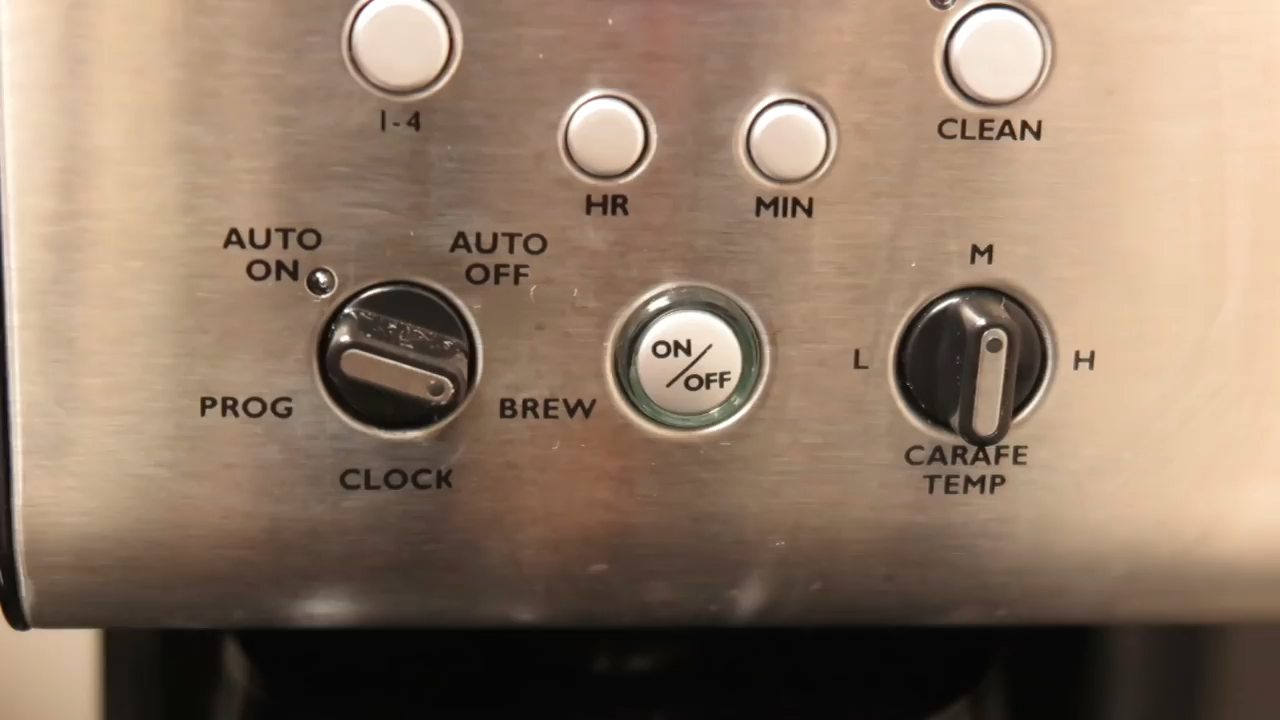 1-4
CLEAN
HR
MIN
AUTO
ON
AUTO
OFF
M
ON/OFF
L
H
PROG
BREW
CLOCK
CARAFE
TEMP